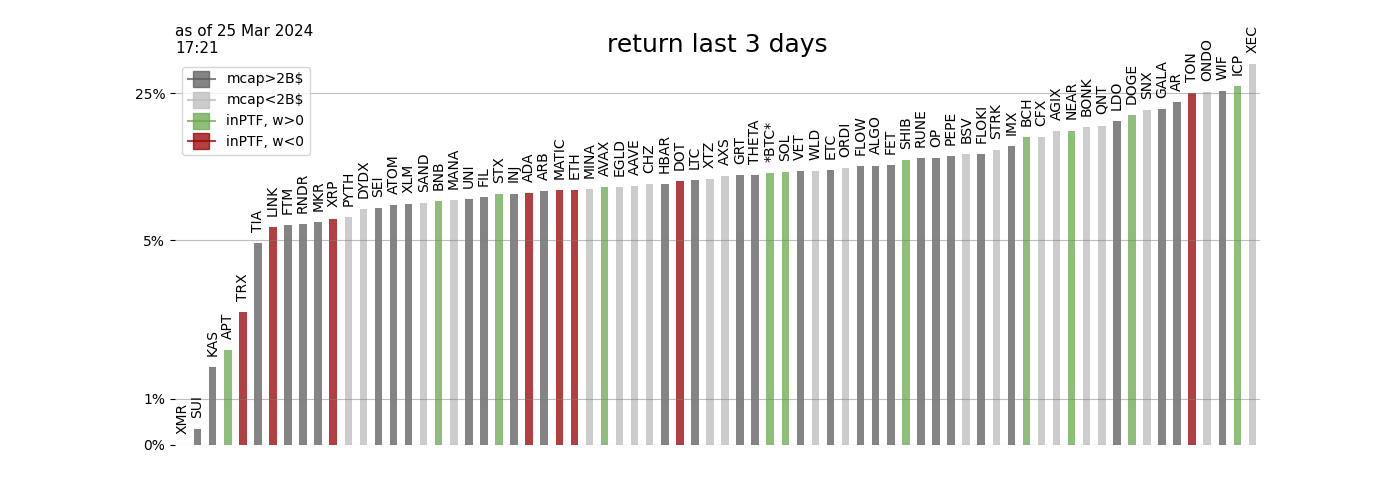 as of 25 Mar 2024
17:21
return last 3 days
mcap>2B$
mcap<2B$
inPTF, w>0
inPTF, w<0
25%
5%
1%
0%
XMR
SUI
KAS
APT
TRX
TIA
LINK
FTM
RNDR
MKR
XRP
PYTH
DYDX
SEI
ATOM
XLM
SAND
BNB
MANA
UNI
FIL
STX
INJ
ADA
ARB
MATIC
ETH
MINA
AVAX
EGLD
AAVE
CHZ
HBAR
DOT
LTC
XTZ
AXS
GRT
THETA
*BTC*
SOL
VET
WLD
ETC
ORDI
FLOW
ALGO
FET
SHIB
RUNE
OP
PEPE
BSV
FLOKI
STRK
IMX
BCH
CFX
AGIX
NEAR
BONK
QNT
LDO
DOGE
SNX
GALA
AR
TON
ONDO
WIF
ICP
XEC